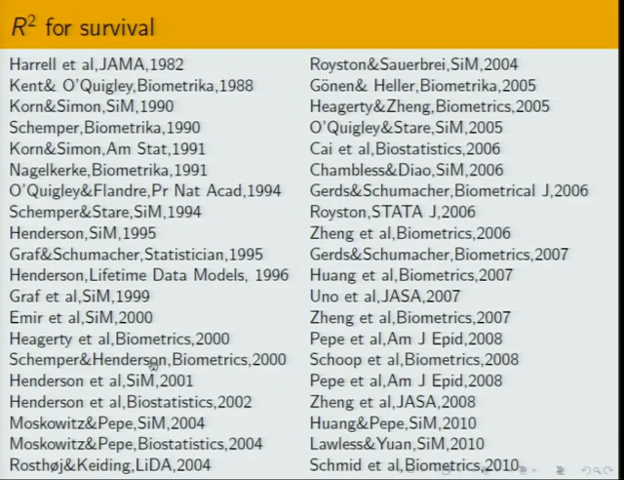 R² for survival
Harrell et al,JAMA,1982
Kent& O'Quigley,Biometrika,1988
Korn&Simon,SiM,1990
Schemper,Biometrika,1990
Korn&Simon,Am Stat,1991
Nagelkerke,Biometrika,1991
O'Quigley&Flandre,Pr Nat Acad,1994
Schemper&Stare,SiM,1994
Henderson,SiM,1995
Graf&Schumacher,Statistician,1995
Henderson,Lifetime Data Models, 1996
Graf et al,SiM,1999
Emir et al,SiM,2000
Heagerty et al,Biometrics,2000
Schemper&Henderson,Biometrics,2000
Henderson et al,SiM,2001
Henderson et al,Biostatistics,2002
Moskowitz&Pepe,SiM,2004
Moskowitz&Pepe,Biostatistics,2004
Rosthøj&Keiding,LiDA,2004
Royston&Sauerbrei,SiM,2004
Gönen& Heller,Biometrika,2005
Heagerty&Zheng,Biometrics,2005
O'Quigley&Stare,SiM,2005
Cai et al,Biostatistics,2006
Chambless&Diao,SiM,2006
Gerds&Schumacher,Biometrical J,2006
Royston,STATA J,2006
Zheng et al,Biometrics,2006
Gerds&Schumacher,Biometrics,2007
Huang et al,Biometrics,2007
Uno et al,JASA,2007
Zheng et al,Biometrics,2007
Pepe et al,Am J Epid,2008
Schoop et al,Biometrics,2008
Pepe et al,Am J Epid,2008
Zheng et al,JASA,2008
Huang&Pepe,SiM,2010
Lawless&Yuan,SiM,2010
Schmid et al,Biometrics,2010